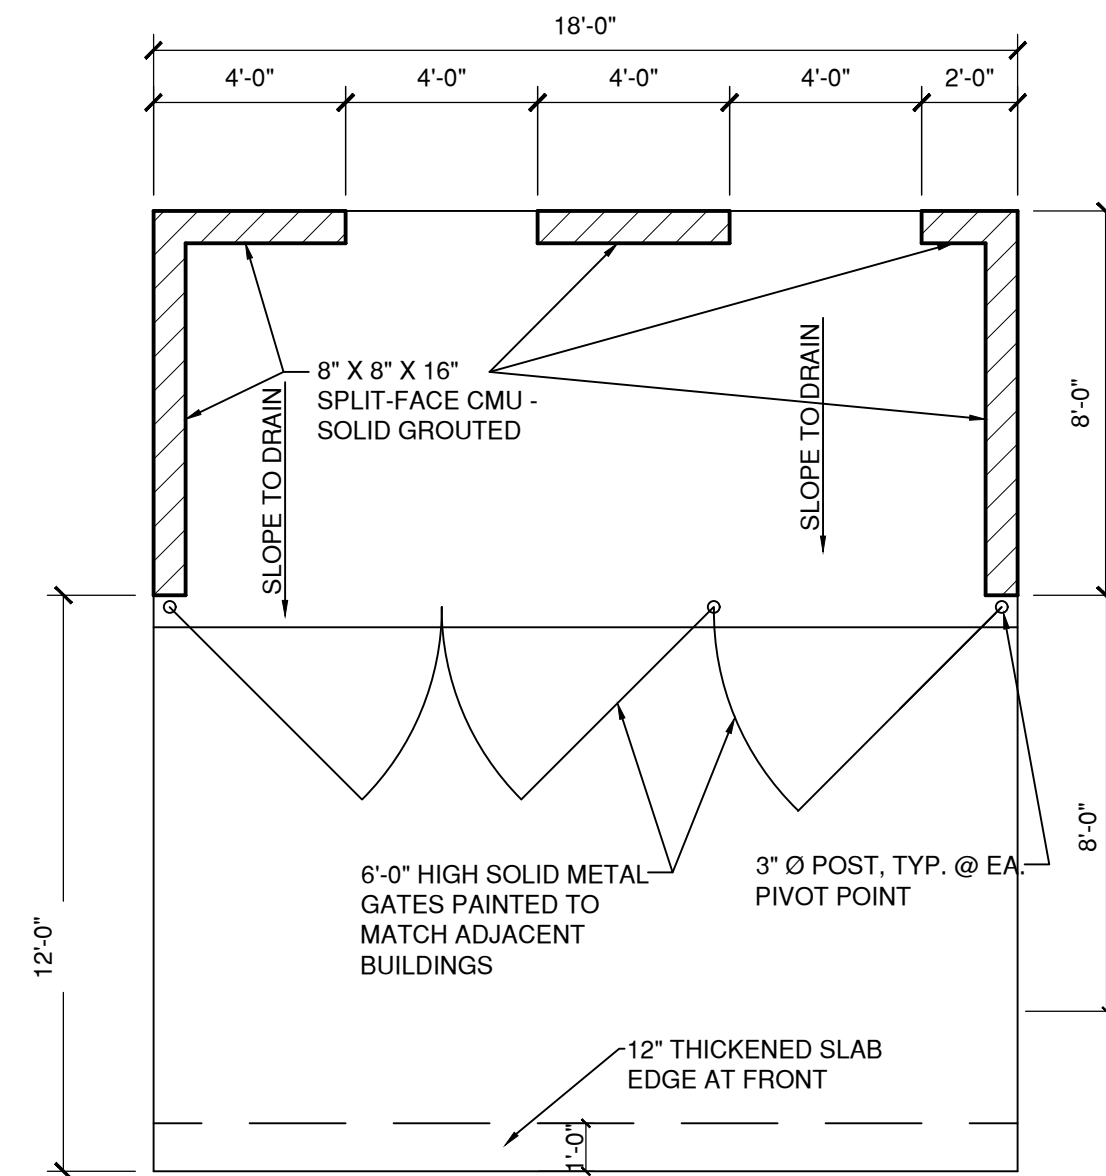 18'-0"
4'-0" 4'-0" 4'-0" 4'-0" 2'-0"
8" X 8" X 16"
SPLIT-FACE CMU -
SOLID GROUTED
SLOPE TO DRAIN
SLOPE TO DRAIN
8'-0"
6'-0" HIGH SOLID METAL
GATES PAINTED TO
MATCH ADJACENT
BUILDINGS
3" Ø POST, TYP. @ EA.
PIVOT POINT
8'-0"
12'-0"
12" THICKENED SLAB
EDGE AT FRONT
1'-0"